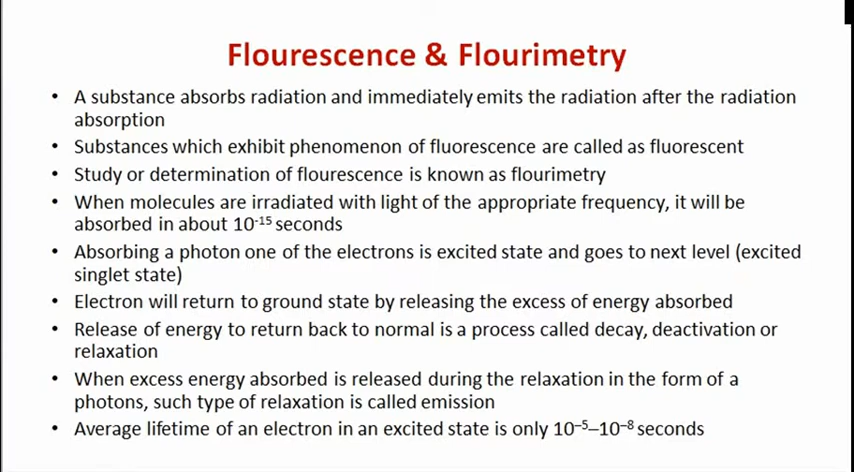 Flourescence & Flourimetry
• A substance absorbs radiation and immediately emits the radiation after the radiation
absorption
• Substances which exhibit phenomenon of fluorescence are called as fluorescent
• Study or determination of flourescence is known as flourimetry
• When molecules are irradiated with light of the appropriate frequency, it will be
absorbed in about 10⁻¹⁵ seconds
• Absorbing a photon one of the electrons is excited state and goes to next level (excited
singlet state)
• Electron will return to ground state by releasing the excess of energy absorbed
• Release of energy to return back to normal is a process called decay, deactivation or
relaxation
• When excess energy absorbed is released during the relaxation in the form of a
photons, such type of relaxation is called emission
• Average lifetime of an electron in an excited state is only 10⁻⁵–10⁻⁸ seconds